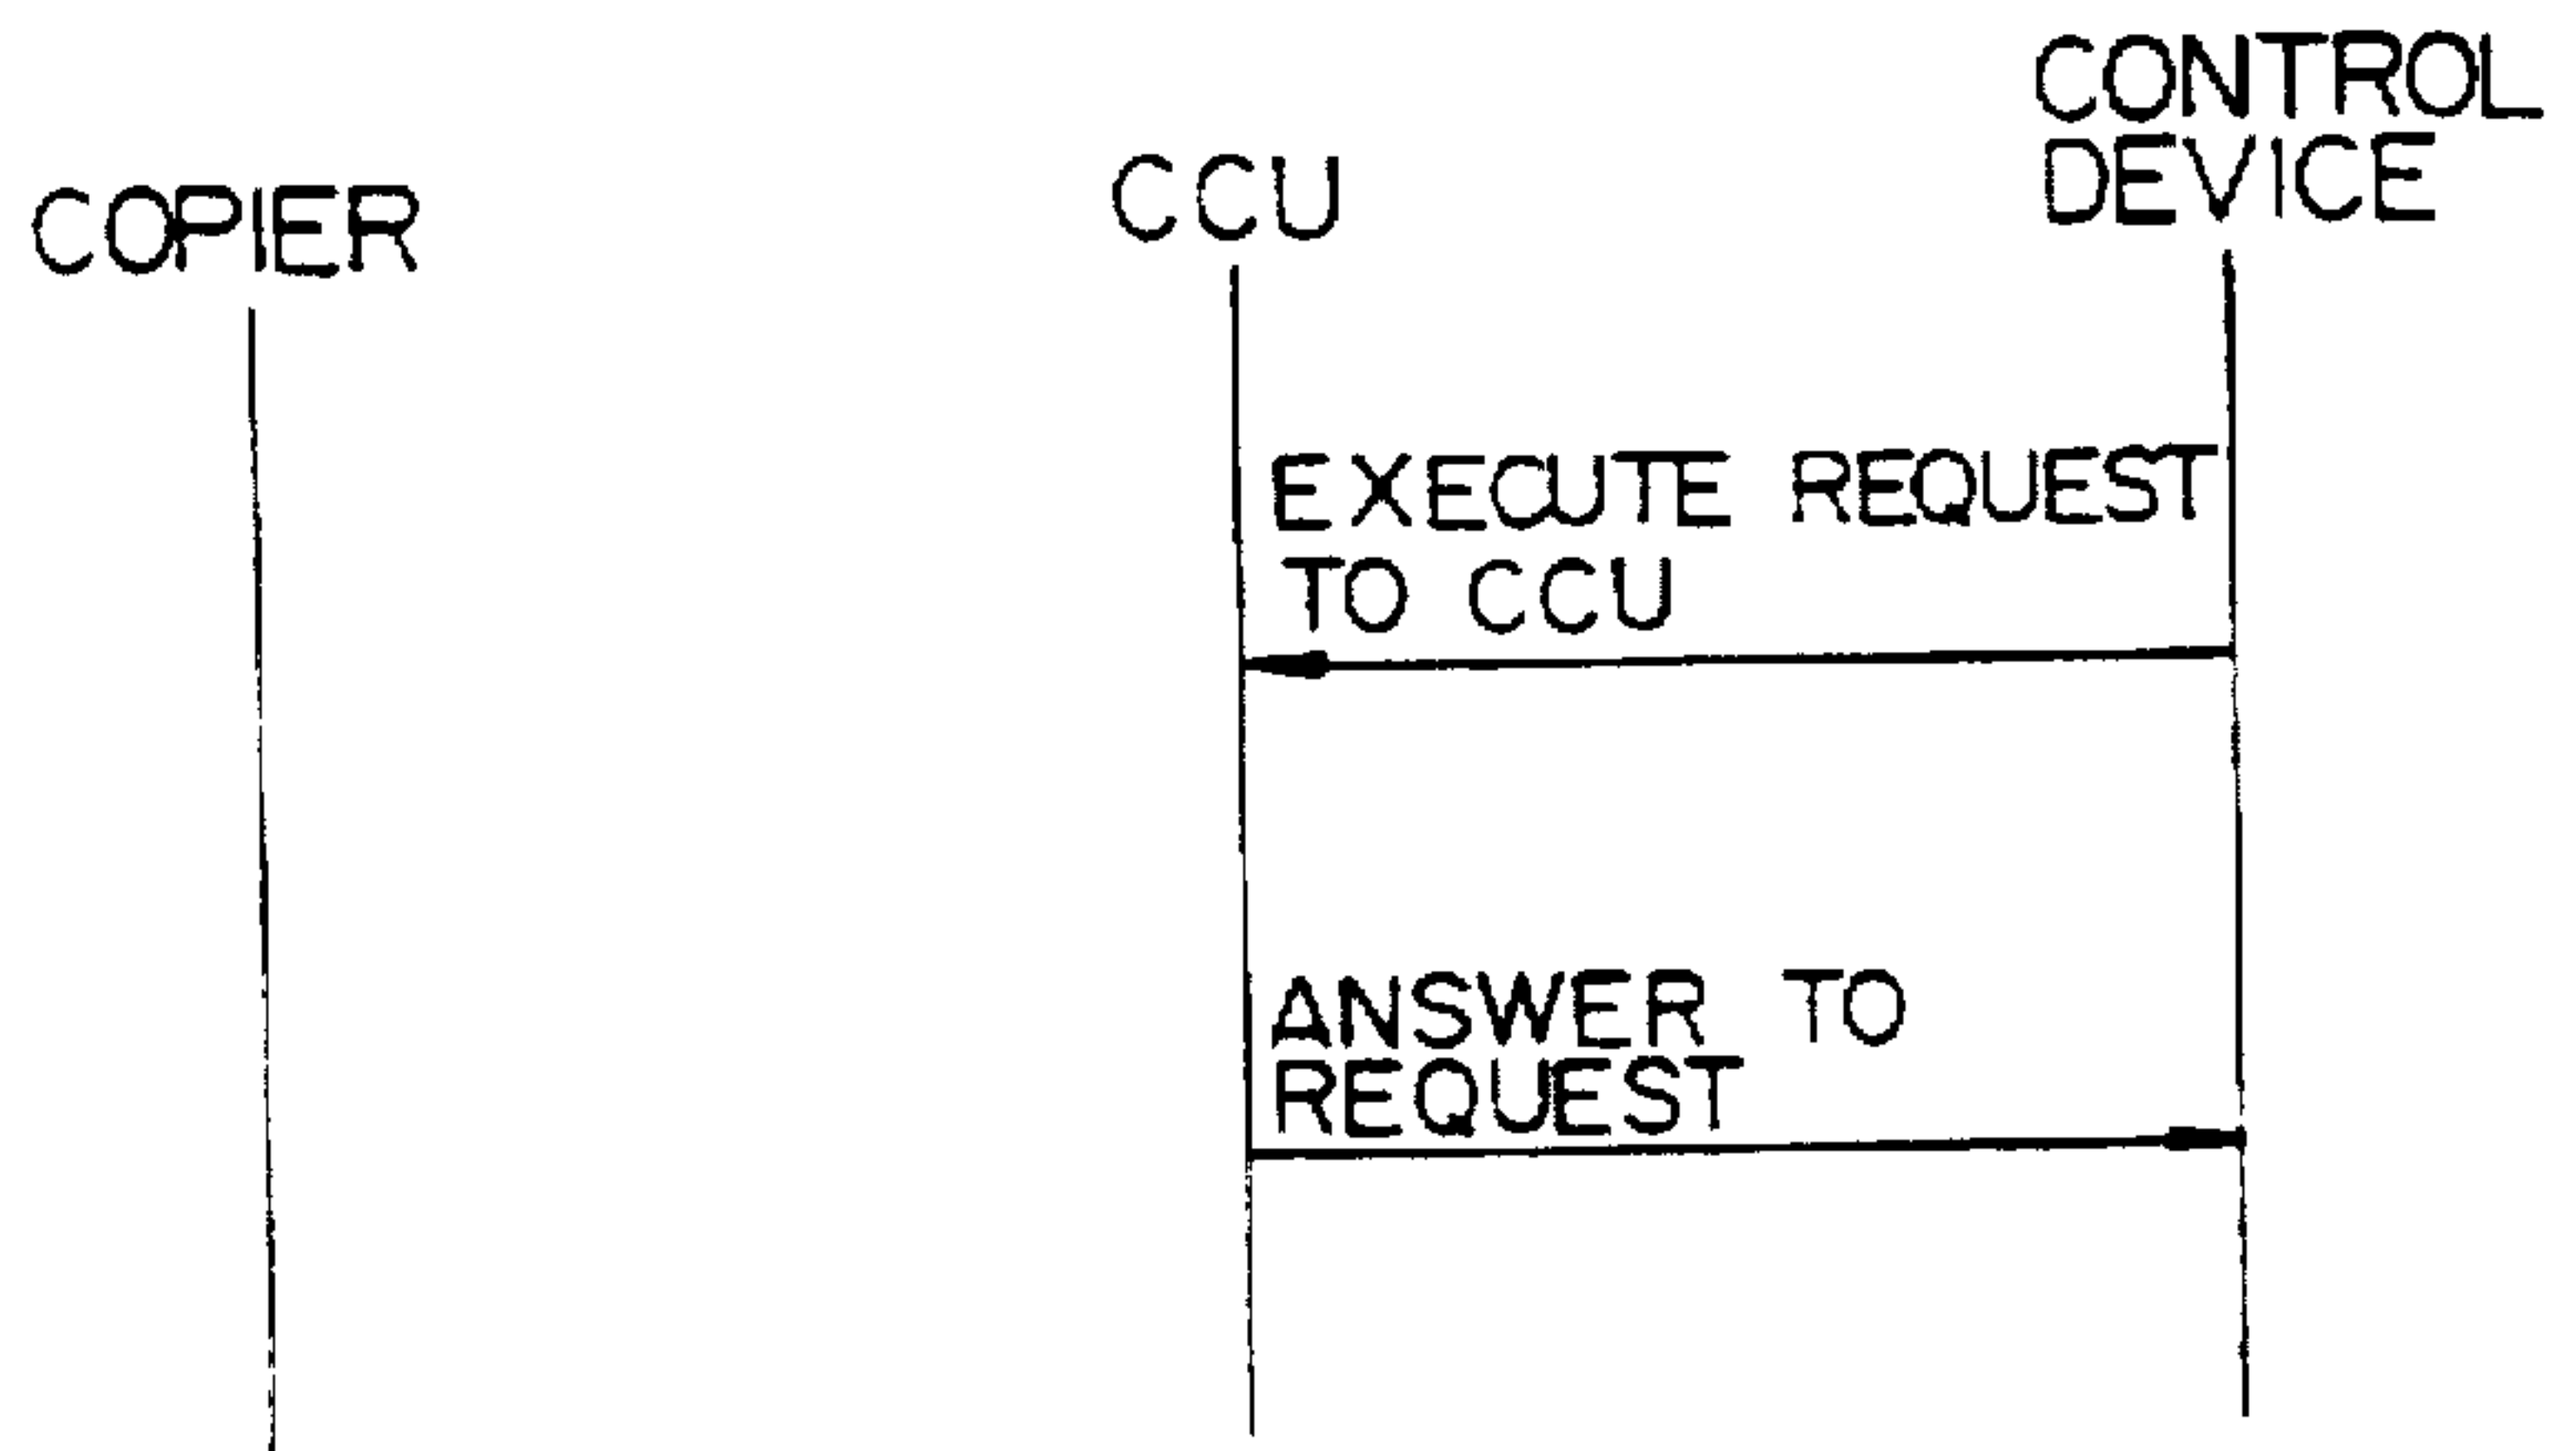 COPIER
CCU
CONTROL
DEVICE
EXECUTE REQUEST
TO CCU
ANSWER TO
REQUEST